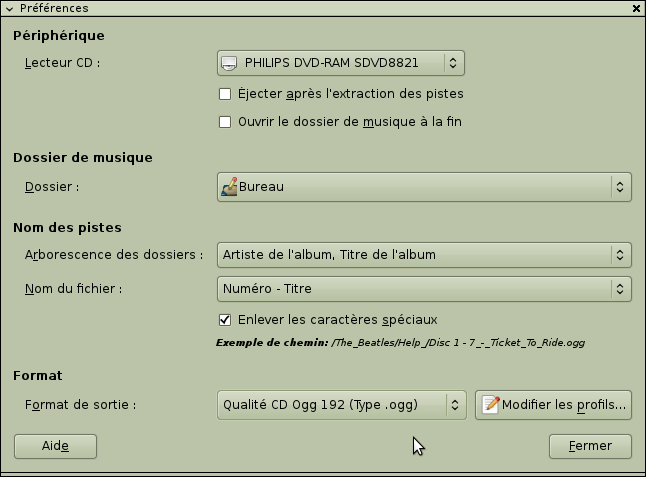 Préférences
Périphérique
Lecteur CD : PHILIPS DVD-RAM SDVD8821
Éjecter après l'extraction des pistes
Ouvrir le dossier de musique à la fin
Dossier de musique
Dossier : Bureau
Nom des pistes
Arborescence des dossiers : Artiste de l'album, Titre de l'album
Nom du fichier : Numéro - Titre
Enlever les caractères spéciaux
Exemple de chemin: /The_Beatles/Help_/Disc 1 - 7_-_Ticket_To_Ride.ogg
Format
Format de sortie : Qualité CD Ogg 192 (Type .ogg) Modifier les profils...
Aide Fermer